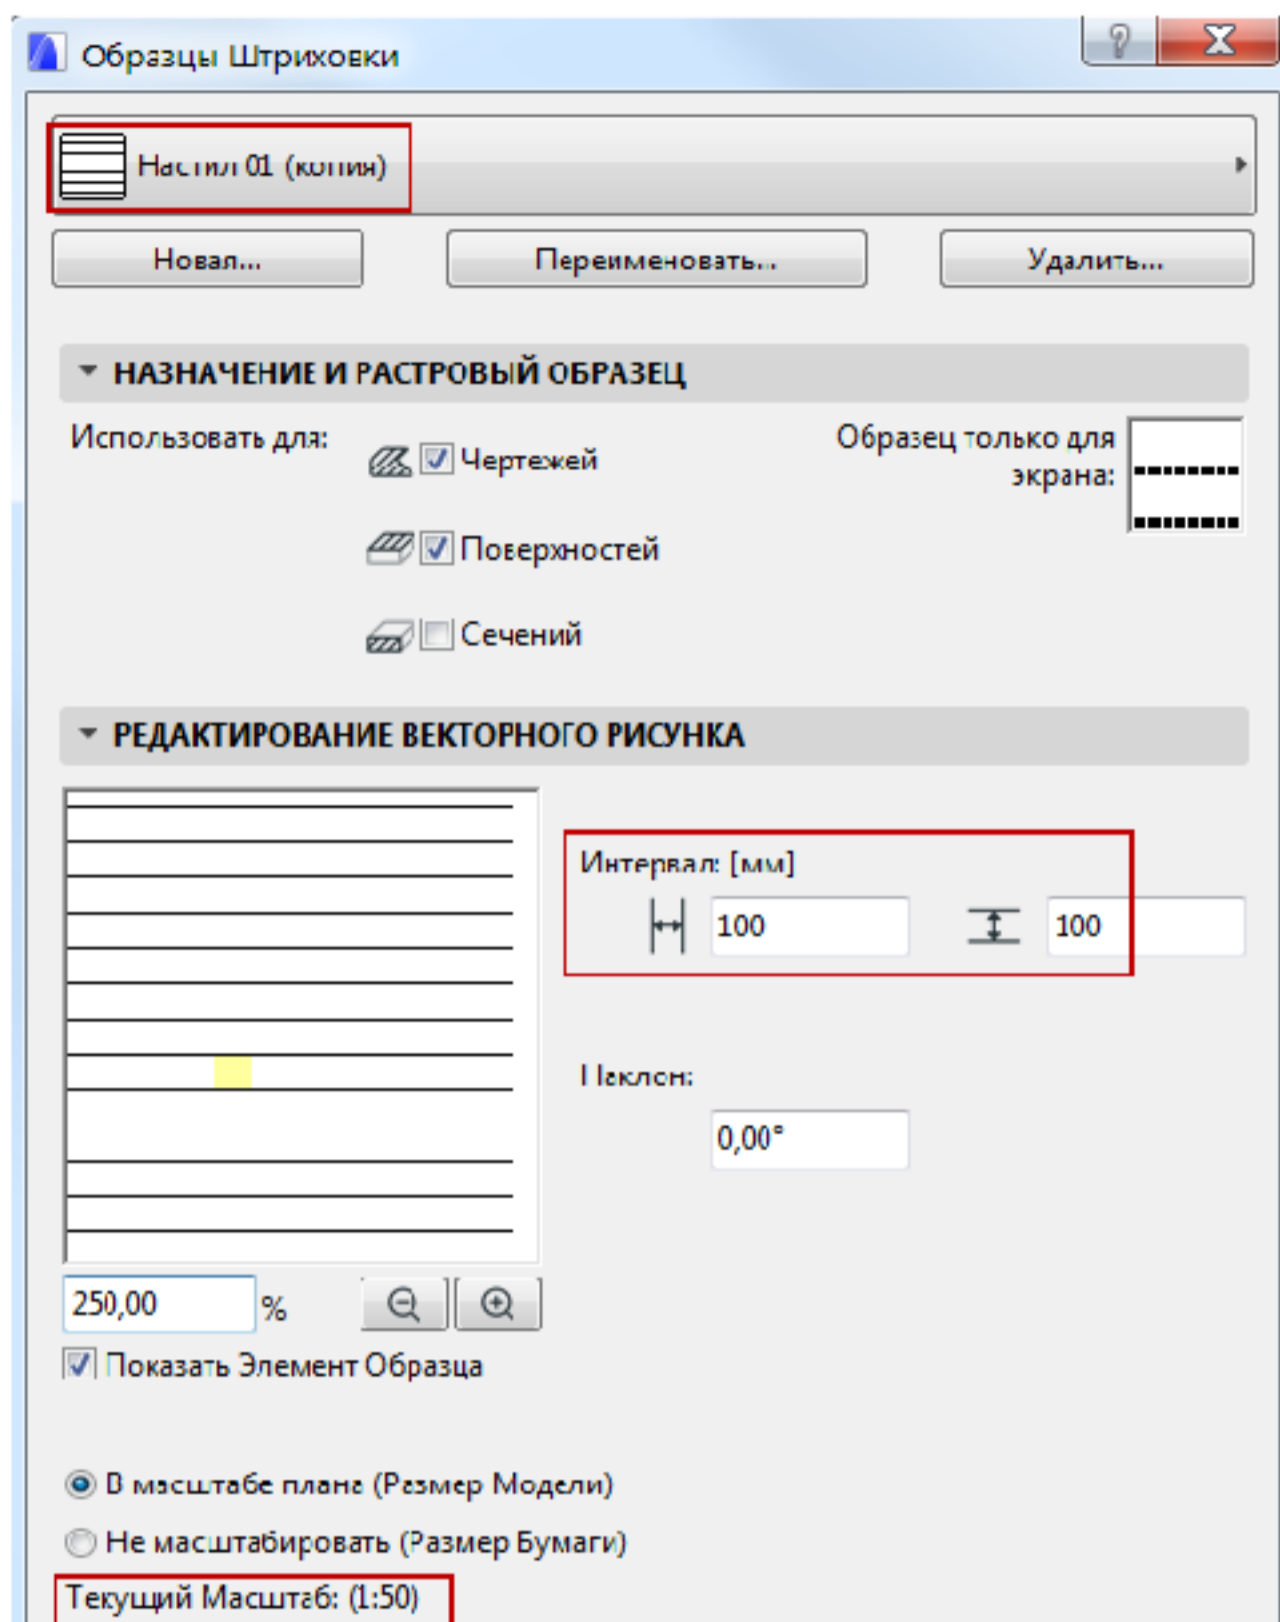 Образцы Штриховки
Настил 01 (копия)
Новая... Переименовать... Удалить...
НАЗНАЧЕНИЕ И РАСТРОВЫЙ ОБРАЗЕЦ
Использовать для:
Чертежей
Образец только для
экрана:
Поверхностей
Сечений
РЕДАКТИРОВАНИЕ ВЕКТОРНОГО РИСУНКА
Интервал: [мм]
100 100
Наклон:
0,00°
250,00 %
Показать Элемент Образца
В масштабе плана (Размер Модели)
Не масштабировать (Размер Бумаги)
Текущий Масштаб: (1:50)